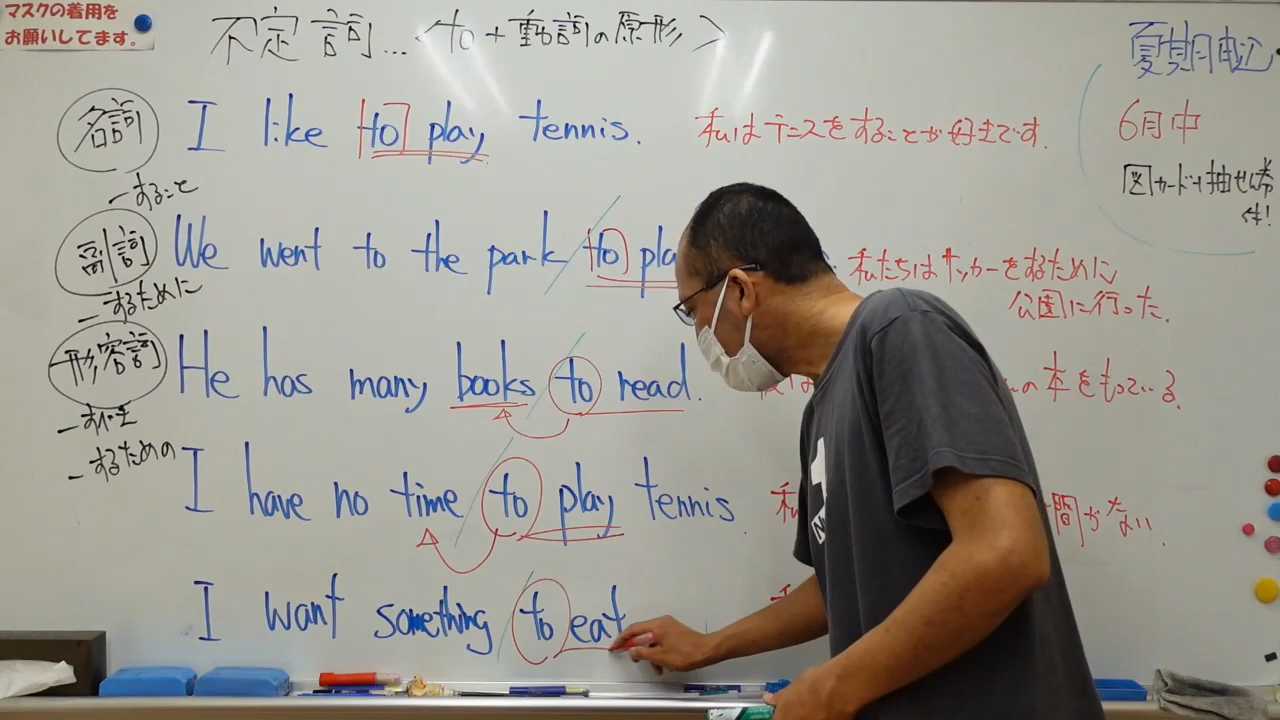 マスクの着用を
お願いしてます。
不定詞…〈to+動詞の原形〉
夏期申込
6月中
図カード+抽せん券
名詞
I like to play tennis. 私はテニスをすることが好きです.
―すること
副詞
We went to the park to pla 私たちはサッカーをするために
―するために
公園に行った.
形容詞
He has many books to read. の本をもっている.
―すべき
―するための
I have no time to play tennis. 私 間がない.
I want something to eat